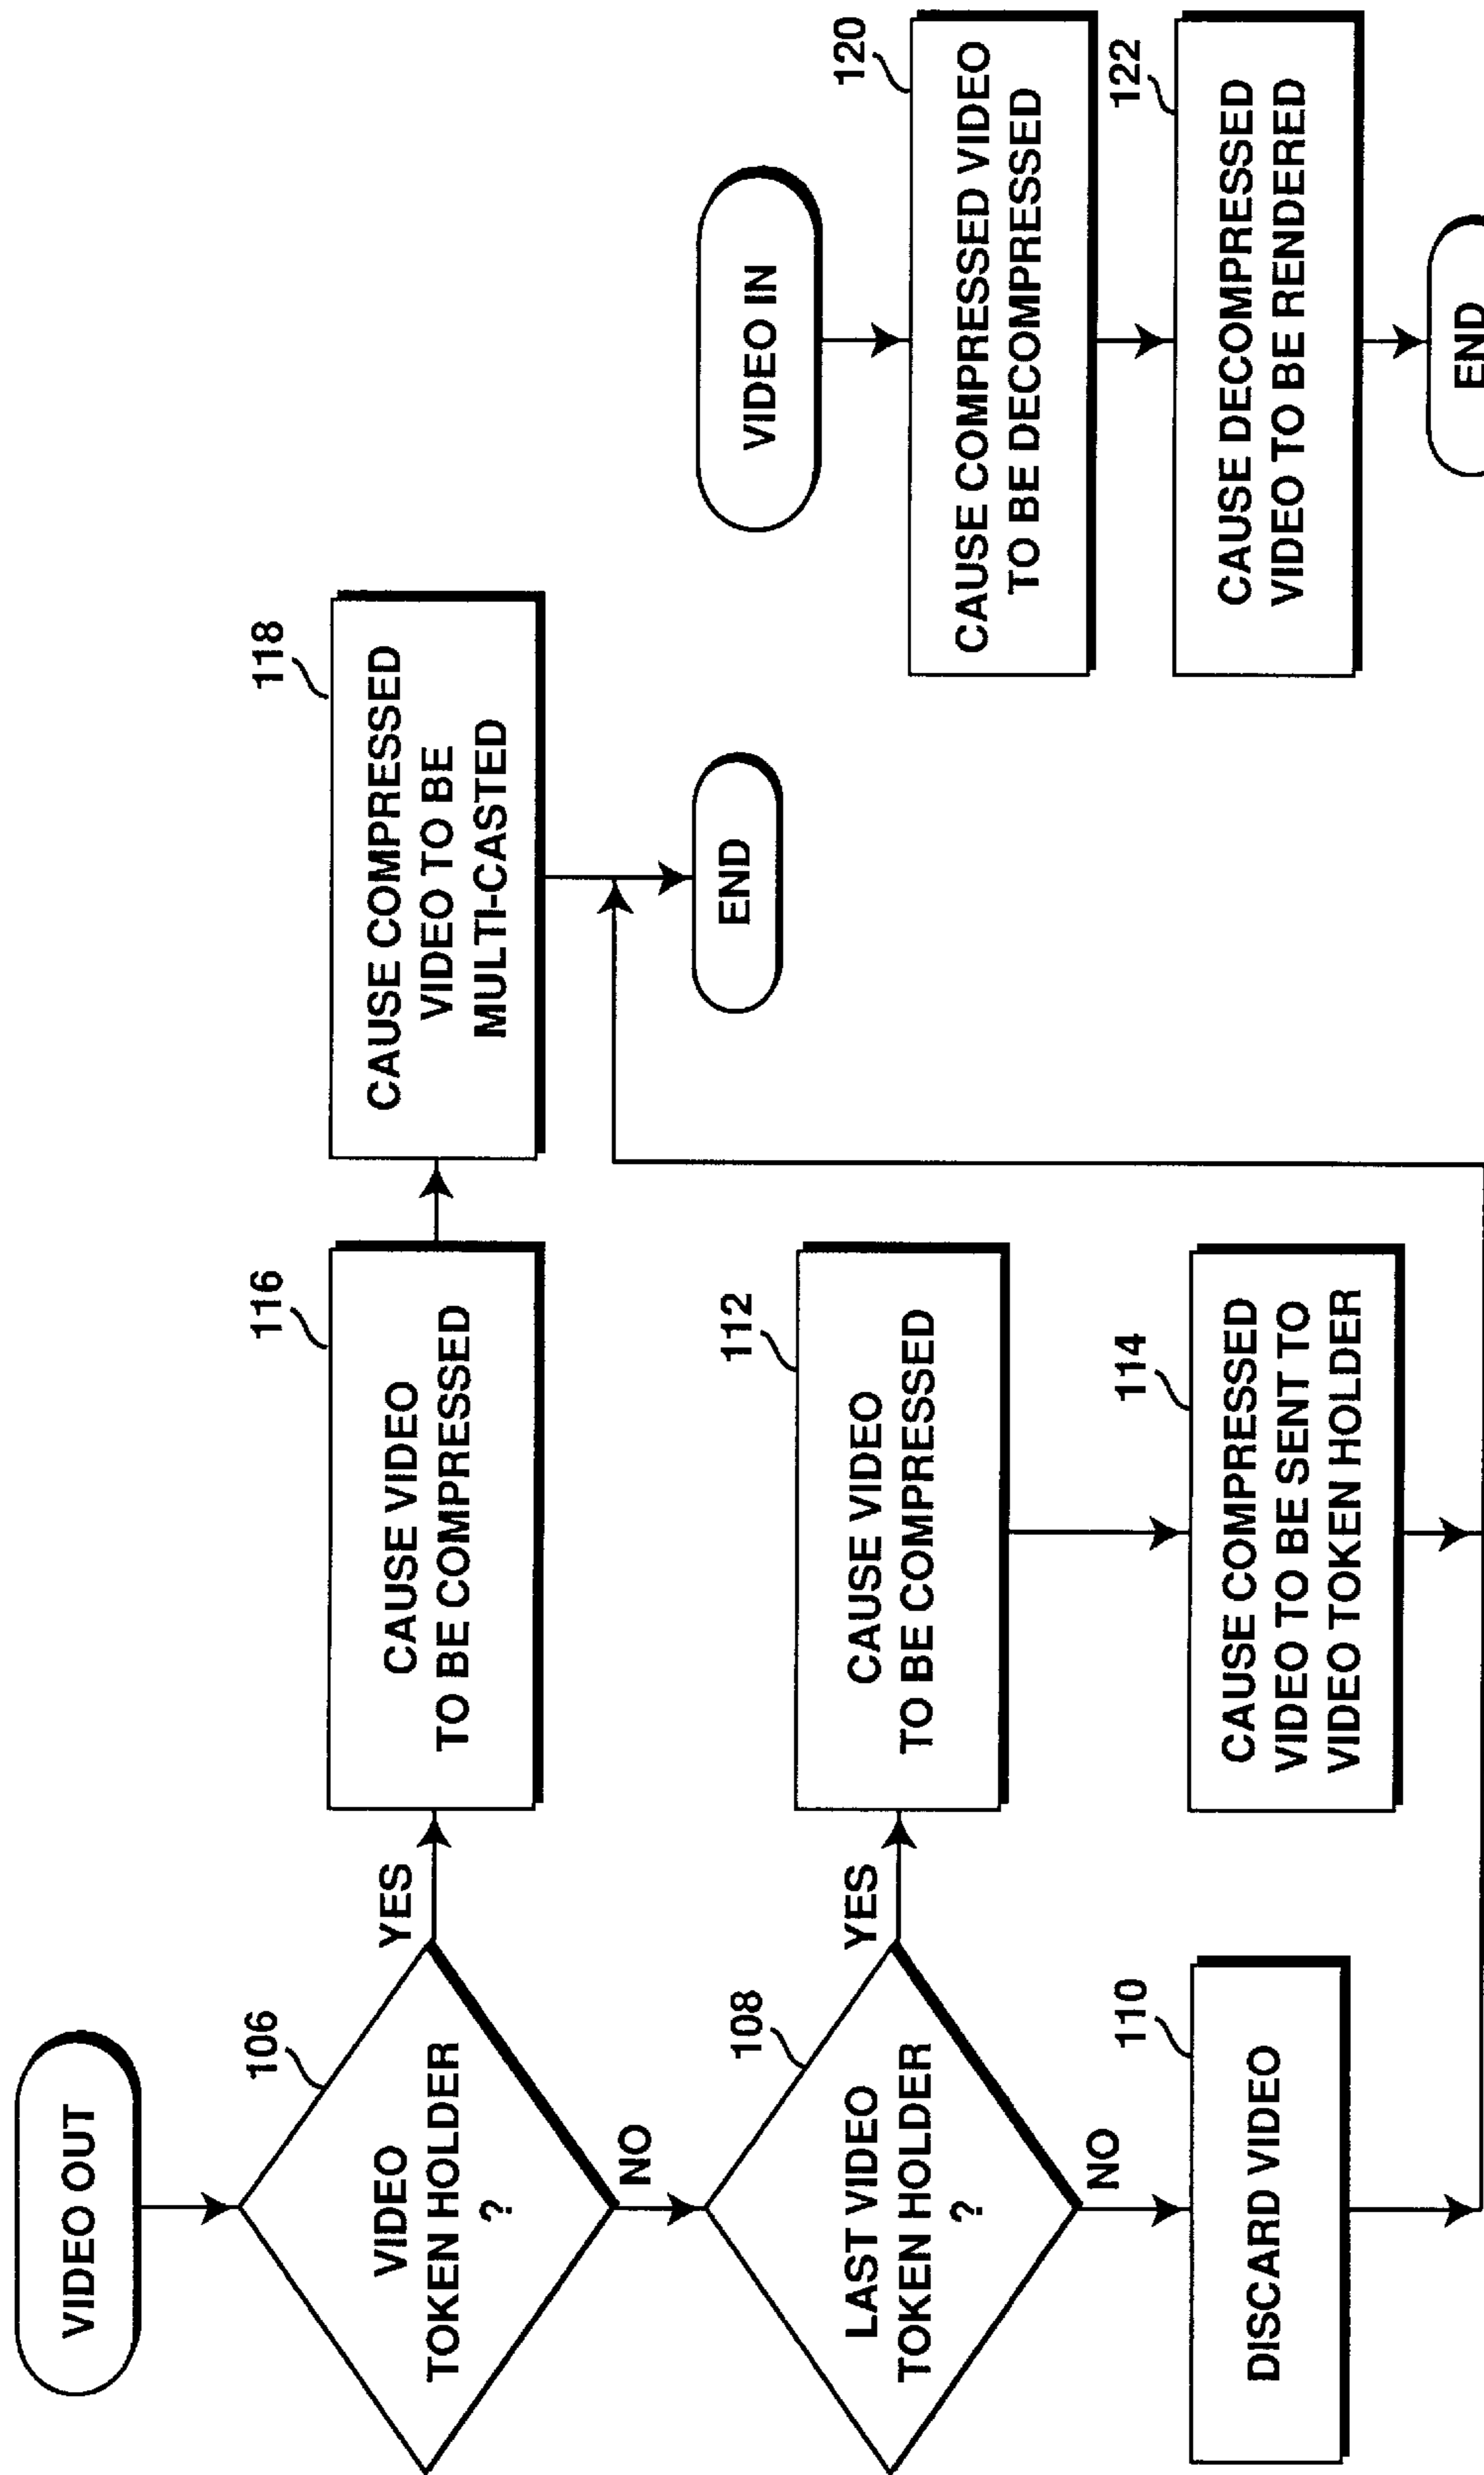 VIDEO OUT
106
VIDEO
TOKEN HOLDER
?
YES
116
CAUSE VIDEO
TO BE COMPRESSED
118
CAUSE COMPRESSED
VIDEO TO BE
MULTI-CASTED
END
NO
108
LAST VIDEO
TOKEN HOLDER
?
YES
112
CAUSE VIDEO
TO BE COMPRESSED
114
CAUSE COMPRESSED
VIDEO TO BE SENT TO
VIDEO TOKEN HOLDER
NO
110
DISCARD VIDEO
VIDEO IN
120
CAUSE COMPRESSED VIDEO
TO BE DECOMPRESSED
122
CAUSE DECOMPRESSED
VIDEO TO BE RENDERED
END